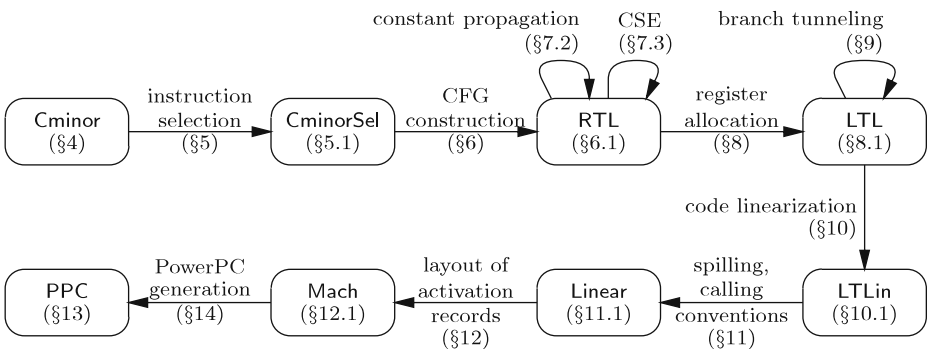 constant propagation
(§7.2)
CSE
(§7.3)
branch tunneling
(§9)
Cminor
(§4)
instruction
selection
(§5)
CminorSel
(§5.1)
CFG
construction
(§6)
RTL
(§6.1)
register
allocation
(§8)
LTL
(§8.1)
code linearization
(§10)
PPC
(§13)
PowerPC
generation
(§14)
Mach
(§12.1)
layout of
activation
records
(§12)
Linear
(§11.1)
spilling,
calling
conventions
(§11)
LTLin
(§10.1)